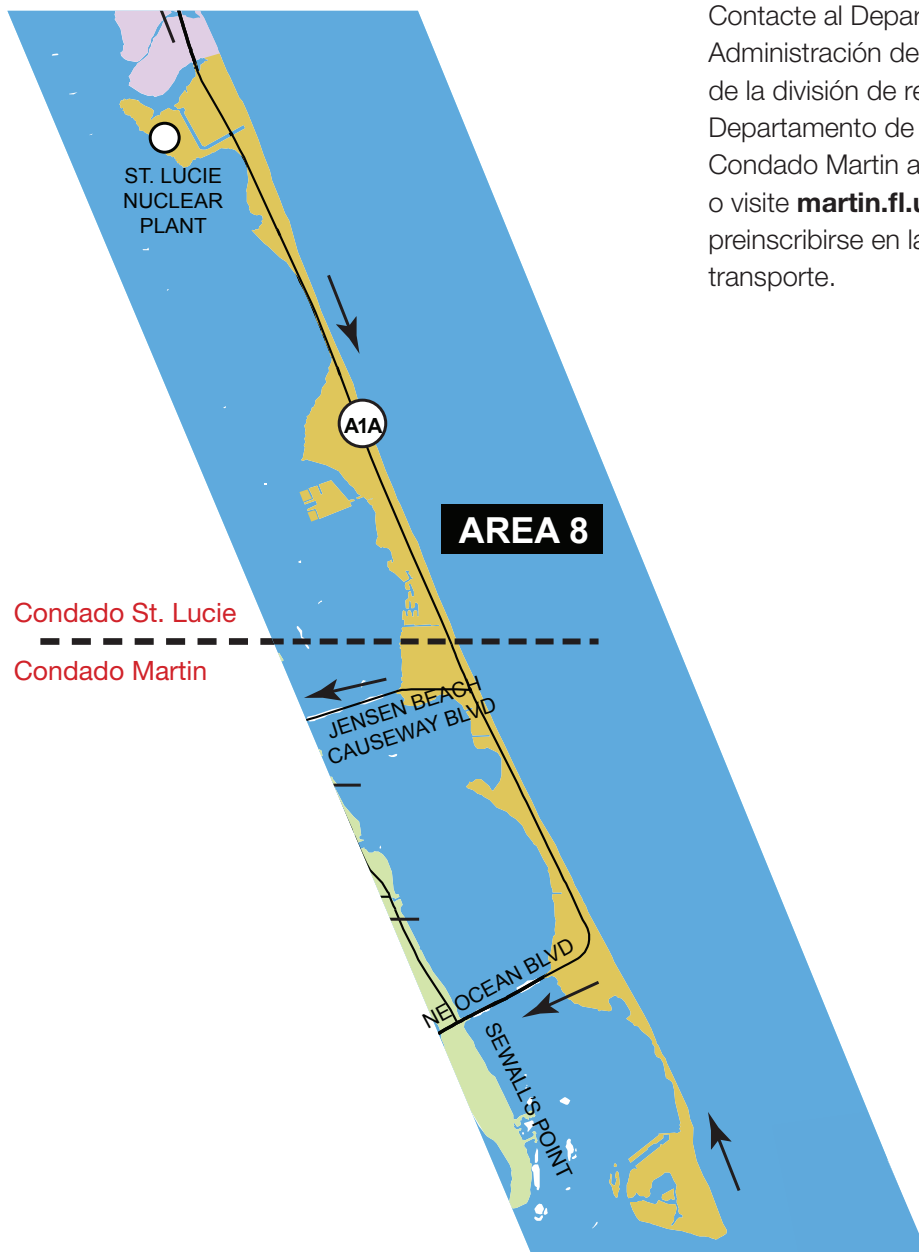 Contacte al Depar
Administración de
de la división de re
Departamento de
Condado Martin a
o visite martin.fl.u
preinscribirse en la
transporte.
ST. LUCIE
NUCLEAR
PLANT
A1A
AREA 8
Condado St. Lucie
Condado Martin
JENSEN BEACH
CAUSEWAY BLVD
NE OCEAN BLVD
SEWALL'S POINT